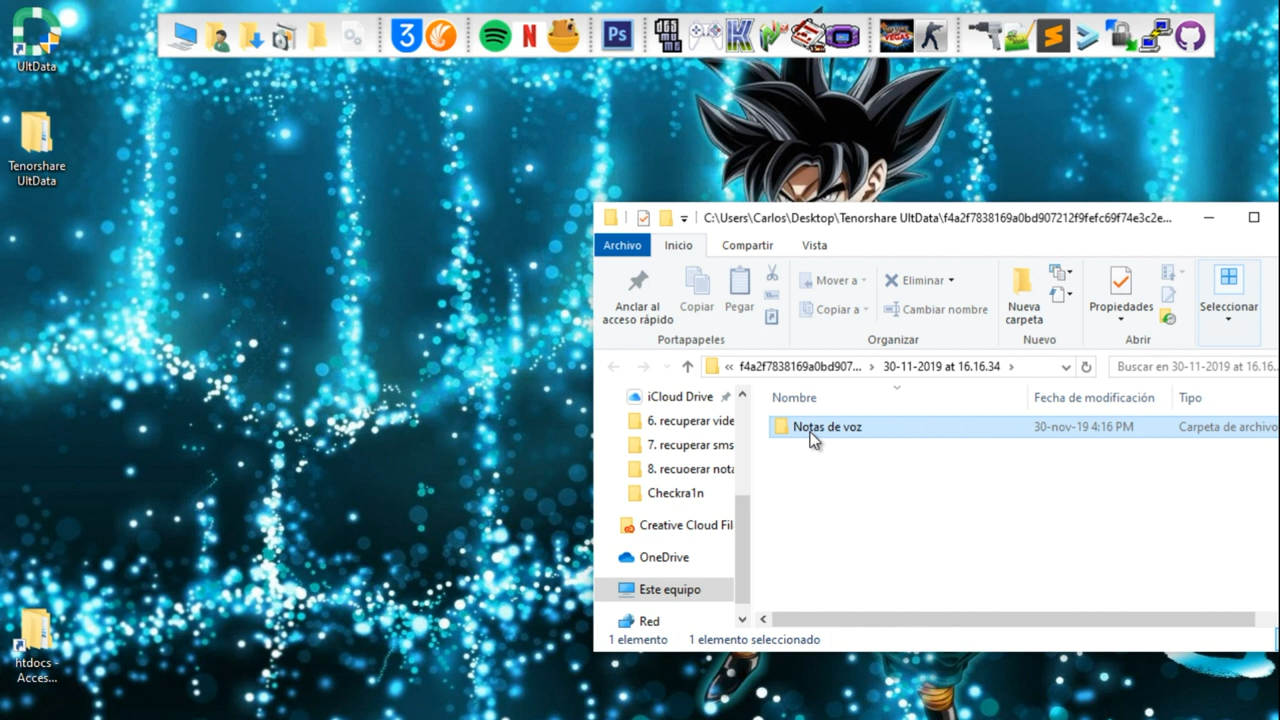 UltData
Tenorshare
UltData
htdocs -
Acces...
3
N
Ps
K
VEGAS
S
C:\Users\Carlos\Desktop\Tenorshare UltData\f4a2f7838169a0bd907212f9fefc69f74e3c2e...
Archivo Inicio Compartir Vista
Anclar al
acceso rápido
Copiar
Pegar
Portapapeles
Mover a
Copiar a
Eliminar
Cambiar nombre
Organizar
Nueva
carpeta
Nuevo
Propiedades
Abrir
Seleccionar
« f4a2f7838169a0bd907... > 30-11-2019 at 16.16.34 >
Buscar en 30-11-2019 at 16.16.
iCloud Drive
6. recuperar vide
7. recuperar sms
8. recuoerar nota
Checkra1n
Creative Cloud Fil
OneDrive
Este equipo
Red
Nombre Fecha de modificación Tipo
Notas de voz 30-nov-19 4:16 PM Carpeta de archivo
1 elemento 1 elemento seleccionado